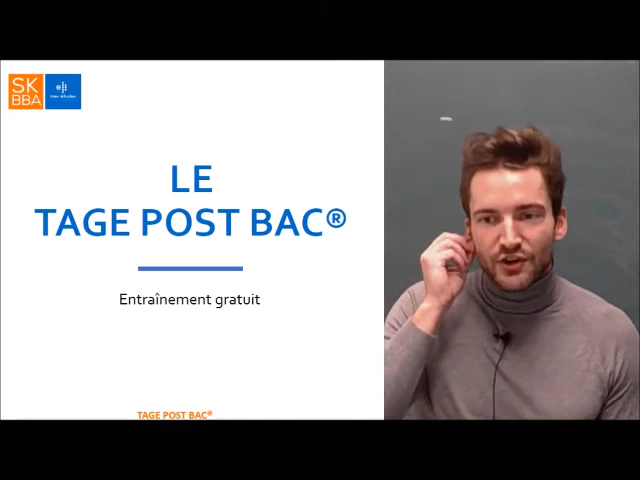 SK
BBA
LE
TAGE POST BAC®
Entraînement gratuit
TAGE POST BAC®